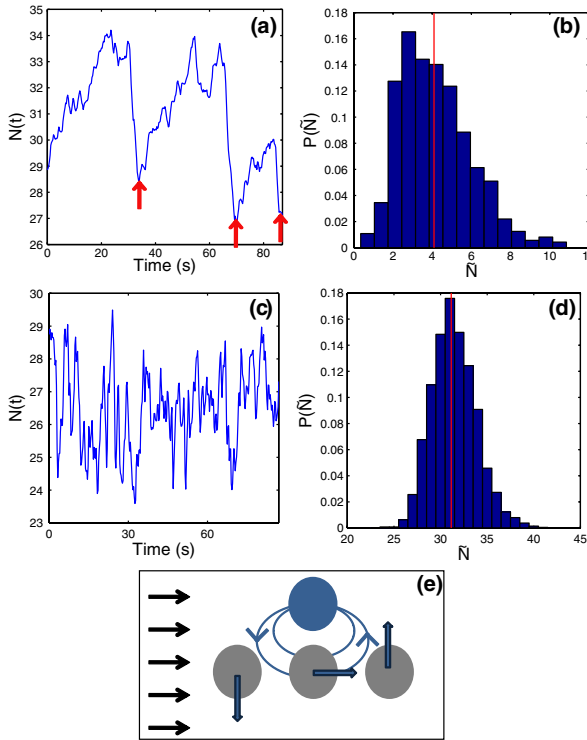 (a)
N(t)
35
34
33
32
31
30
29
28
27
26
0 20 40 60 80
Time (s)
(b)
P(Ñ)
0.18
0.16
0.14
0.12
0.1
0.08
0.06
0.04
0.02
0
0 2 4 6 8 10 12
Ñ
(c)
N(t)
30
29
28
27
26
25
24
23
0 30 60
Time (s)
(d)
P(Ñ)
0.18
0.16
0.14
0.12
0.1
0.08
0.06
0.04
0.02
0
20 25 30 35 40 45
Ñ
(e)